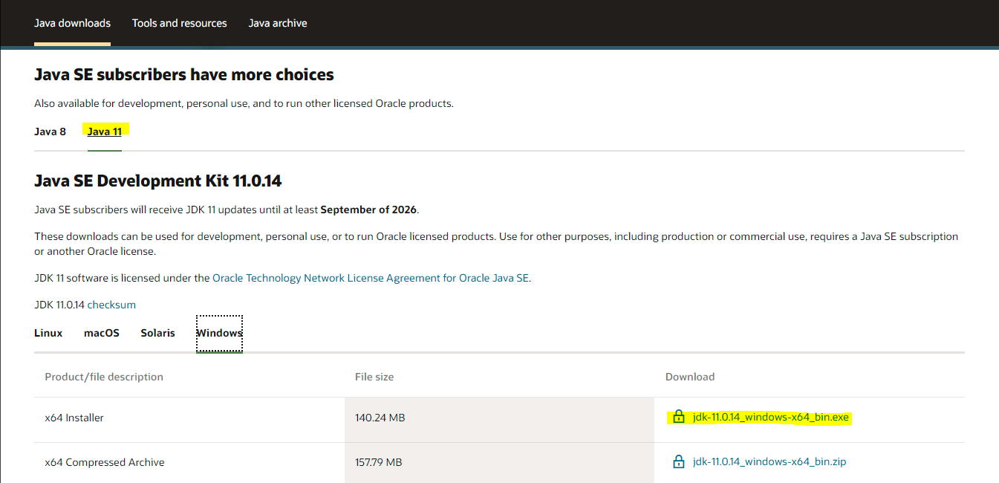 Java downloads Tools and resources Java archive
Java SE subscribers have more choices
Also available for development, personal use, and to run other licensed Oracle products.
Java 8 Java 11
Java SE Development Kit 11.0.14
Java SE subscribers will receive JDK 11 updates until at least September of 2026.
These downloads can be used for development, personal use, or to run Oracle licensed products. Use for other purposes, including production or commercial use, requires a Java SE subscription
or another Oracle license.
JDK 11 software is licensed under the Oracle Technology Network License Agreement for Oracle Java SE.
JDK 11.0.14 checksum
Linux macOS Solaris Windows
Product/file description File size Download
x64 Installer 140.24 MB jdk-11.0.14_windows-x64_bin.exe
x64 Compressed Archive 157.79 MB jdk-11.0.14_windows-x64_bin.zip